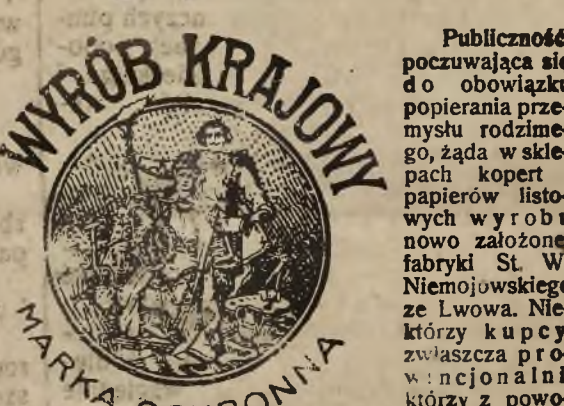 WYRÓB KRAJOWY
MARKA OCHRONNA
Publiczność
poczuwająca się
do obowiązku
popierania prze-
mysłu rodzime-
go, żąda w skle-
pach kopert
papierów listo-
wych wyrobu
nowo założone
fabryki St. W
Niemojowskiego
ze Lwowa. Nie-
którzy kupcy
zwłaszcza pro-
wincjonalni
którzy z powo-